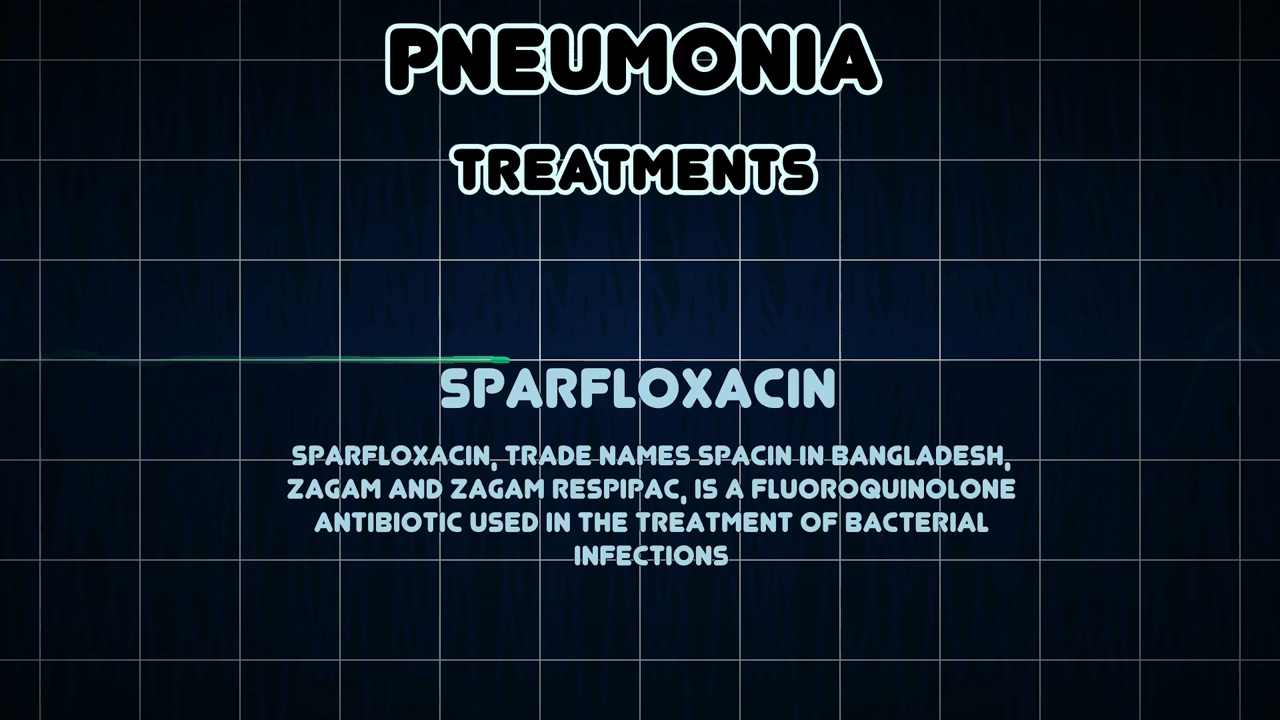 PNEUMONIA
TREATMENTS
SPARFLOXACIN
SPARFLOXACIN, TRADE NAMES SPACIN IN BANGLADESH,
ZAGAM AND ZAGAM RESPIPAC, IS A FLUOROQUINOLONE
ANTIBIOTIC USED IN THE TREATMENT OF BACTERIAL
INFECTIONS